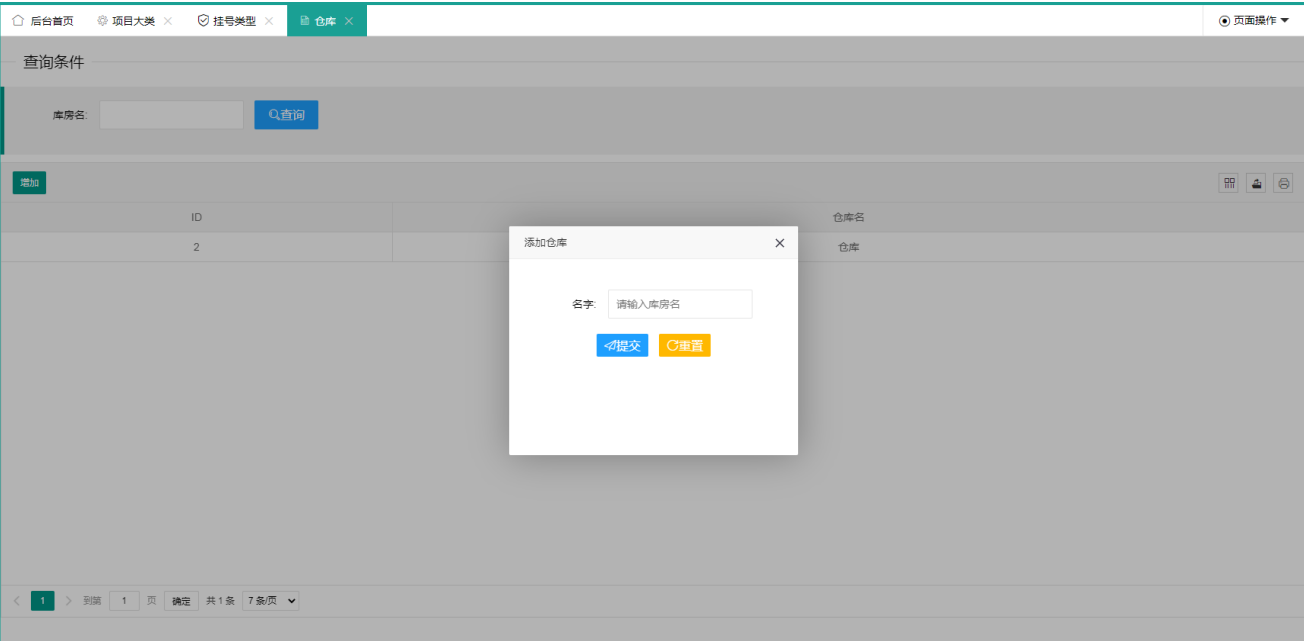 后台首页 项目大类 挂号类型 仓库 页面操作
查询条件
库房名: 查询
增加
ID 仓库名
2 仓库
添加仓库
名字: 请输入库房名
提交 重置
1 到第 1 页 确定 共 1 条 7 条/页